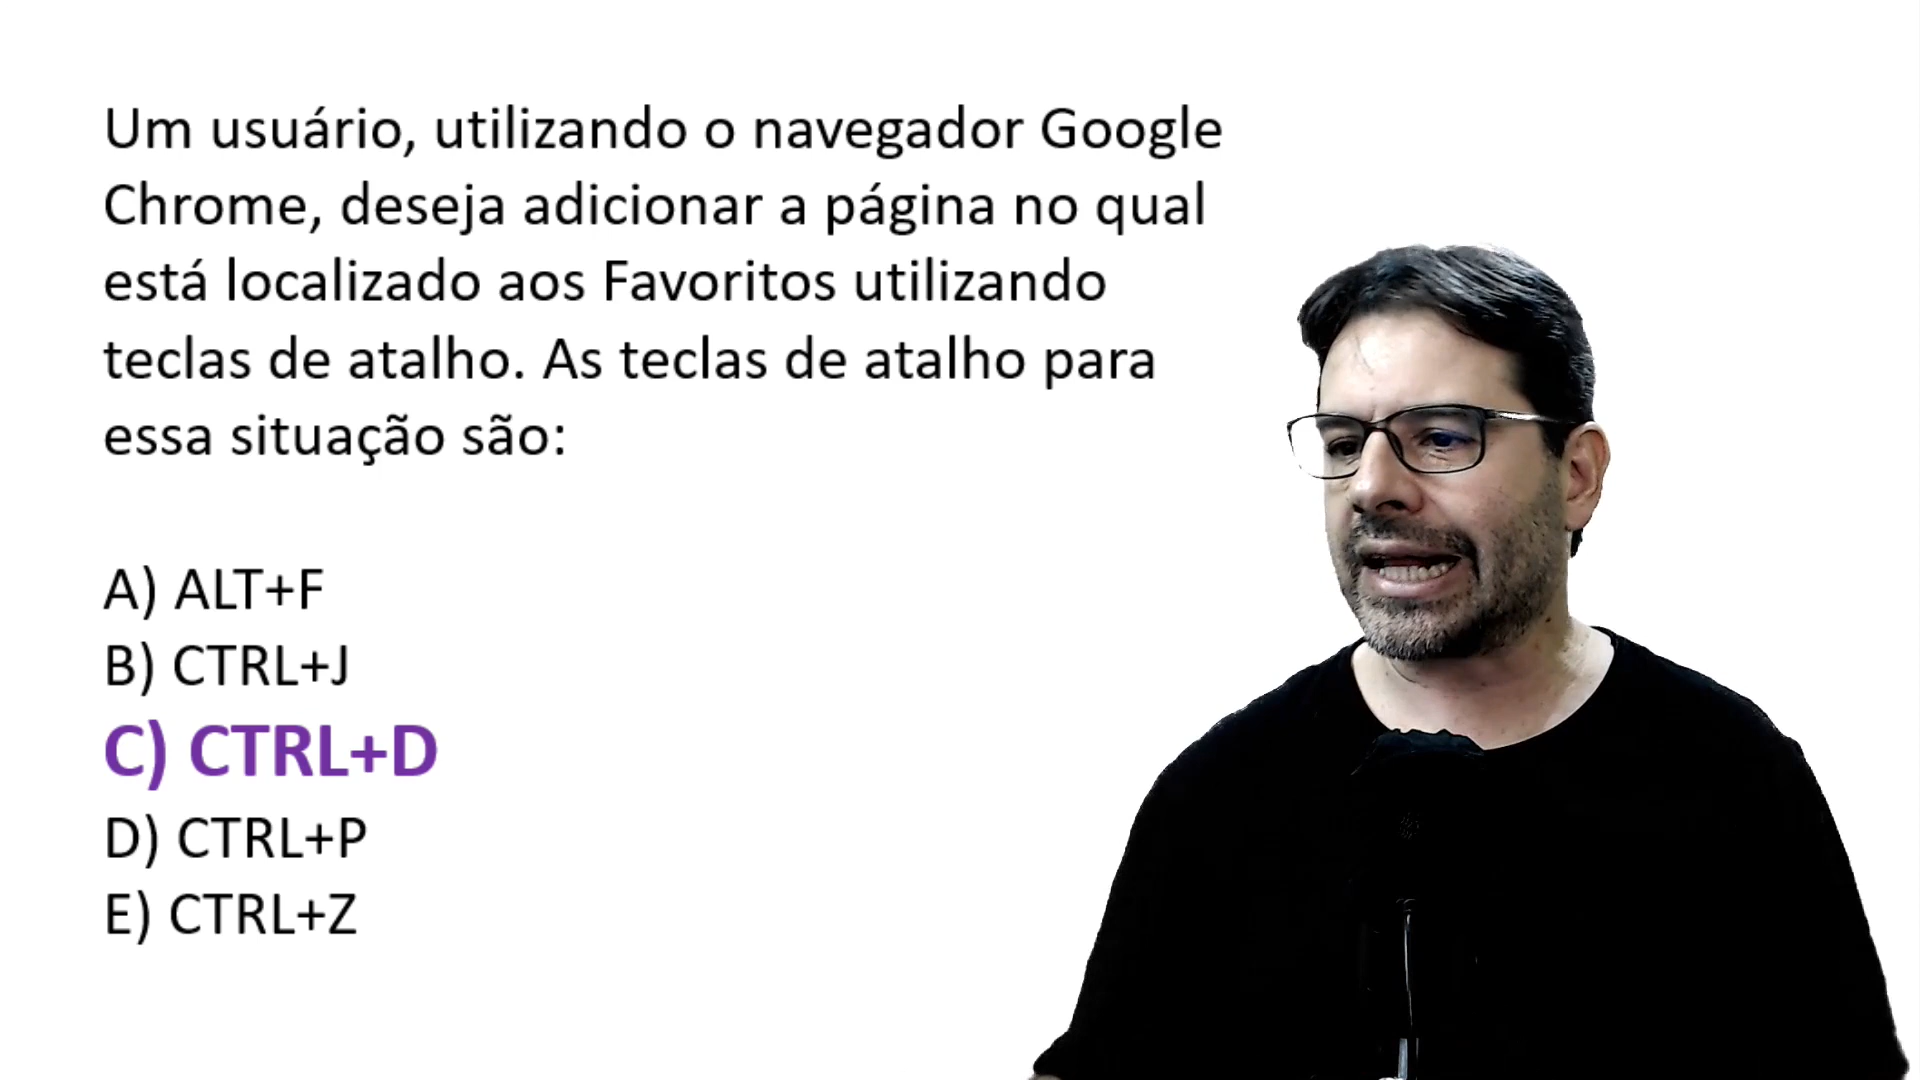 Um usuário, utilizando o navegador Google
Chrome, deseja adicionar a página no qual
está localizado aos Favoritos utilizando
teclas de atalho. As teclas de atalho para
essa situação são:
A) ALT+F
B) CTRL+J
C) CTRL+D
D) CTRL+P
E) CTRL+Z